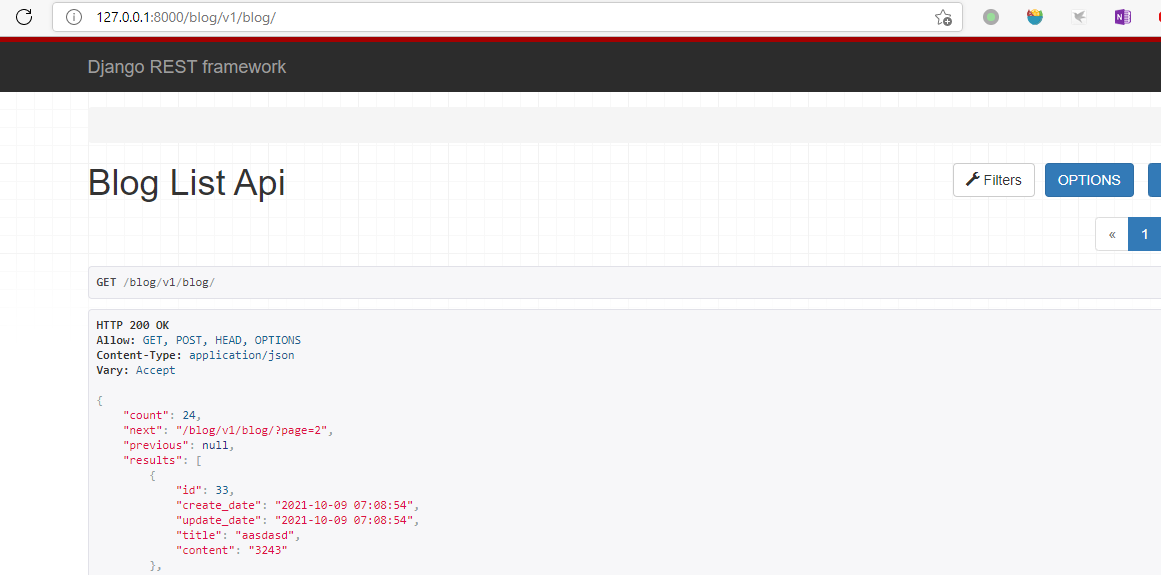 127.0.0.1:8000/blog/v1/blog/
Django REST framework
Blog List Api
Filters
OPTIONS
«
1
GET /blog/v1/blog/
HTTP 200 OK
Allow: GET, POST, HEAD, OPTIONS
Content-Type: application/json
Vary: Accept
{
"count": 24,
"next": "/blog/v1/blog/?page=2",
"previous": null,
"results": [
{
"id": 33,
"create_date": "2021-10-09 07:08:54",
"update_date": "2021-10-09 07:08:54",
"title": "aasdasd",
"content": "3243"
},